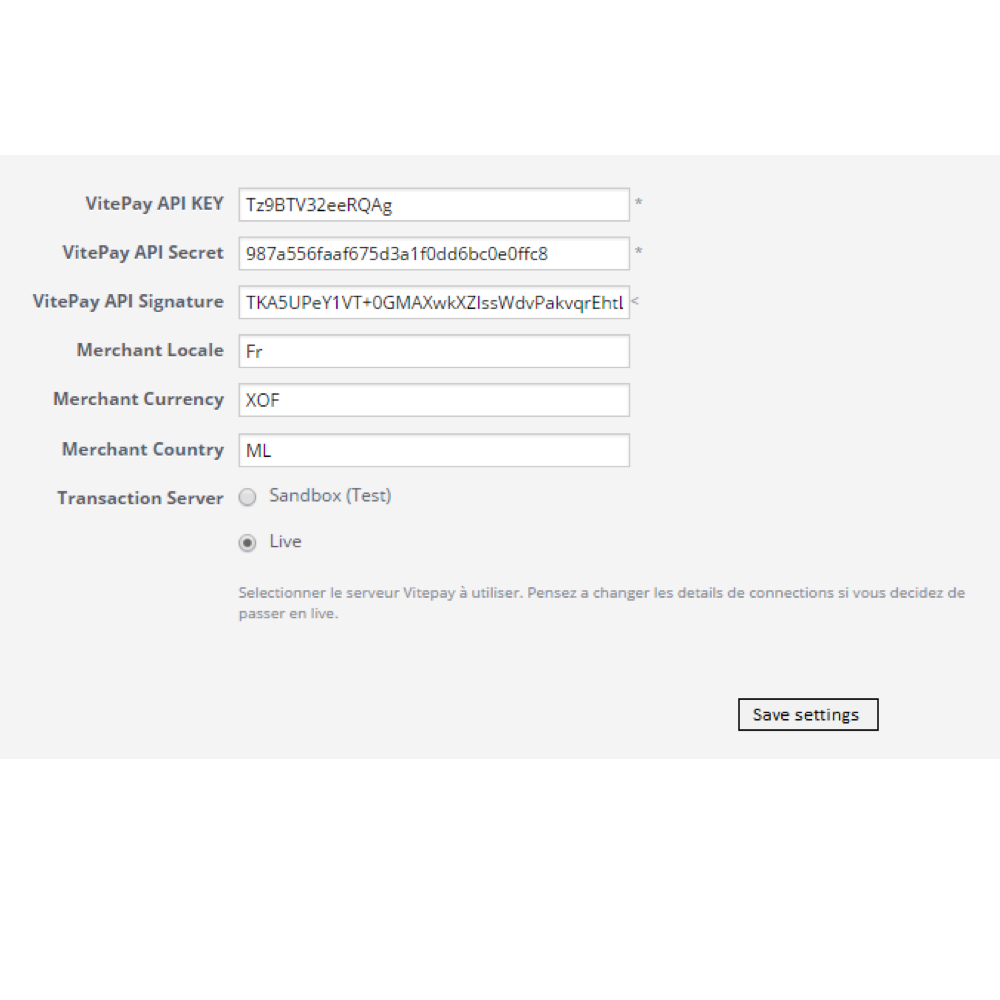 VitePay API KEY Tz9BTV32eeRQAg *
VitePay API Secret 987a556faaf675d3a1f0dd6bc0e0ffc8 *
VitePay API Signature TKA5UPeY1VT+0GMAXwkXZIssWdvPakvqrEhtL <
Merchant Locale Fr
Merchant Currency XOF
Merchant Country ML
Transaction Server Sandbox (Test)
Live
Selectionner le serveur Vitepay à utiliser. Pensez a changer les details de connections si vous decidez de
passer en live.
Save settings